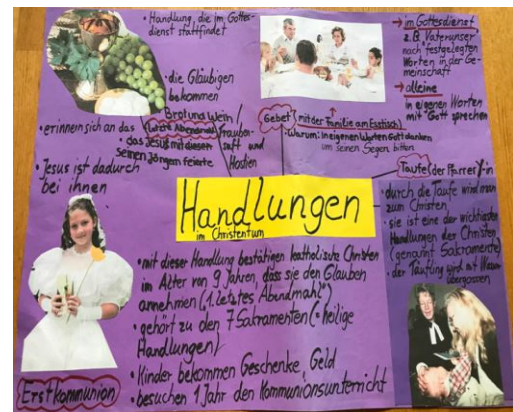 Handlungen
im Christentum
• Handlung, die im Gottes-
dienst stattfindet
• die Gläubigen
bekommen
Brot und Wein /
Trauben-
saft und
Hostien
letzte Abendmahl
• erinnern sich an das
• das Jesus mit diesen
seinen Jüngern feierte
• Jesus ist dadurch
bei ihnen
Gebet (mit der Familie am Esstisch)
• Warum: in eigenen Worten Gott danken
um seinen Segen bitten
→ im Gottesdienst
z.B. Vaterunser
nach festgelegten
Worten in der Ge-
meinschaft
→ alleine
in eigenen Worten
mit Gott sprechen
Taufe (der Pfarrer/-in
• durch die Taufe wird man
zum Christen
• sie ist eine der wichtigsten
Handlungen der Christen
(genannt Sakramente)
• der Täufling wird mit Wasser
übergossen
• mit dieser Handlung bestätigen katholische Christen
im Alter von 9 Jahren, dass sie den Glauben
annehmen ("1. letztes Abendmahl")
• gehört zu den 7 Sakramenten (= heilige
Handlungen)
• Kinder bekommen Geschenke, Geld
• besuchen 1 Jahr den Kommunionsunterricht
Erstkommunion